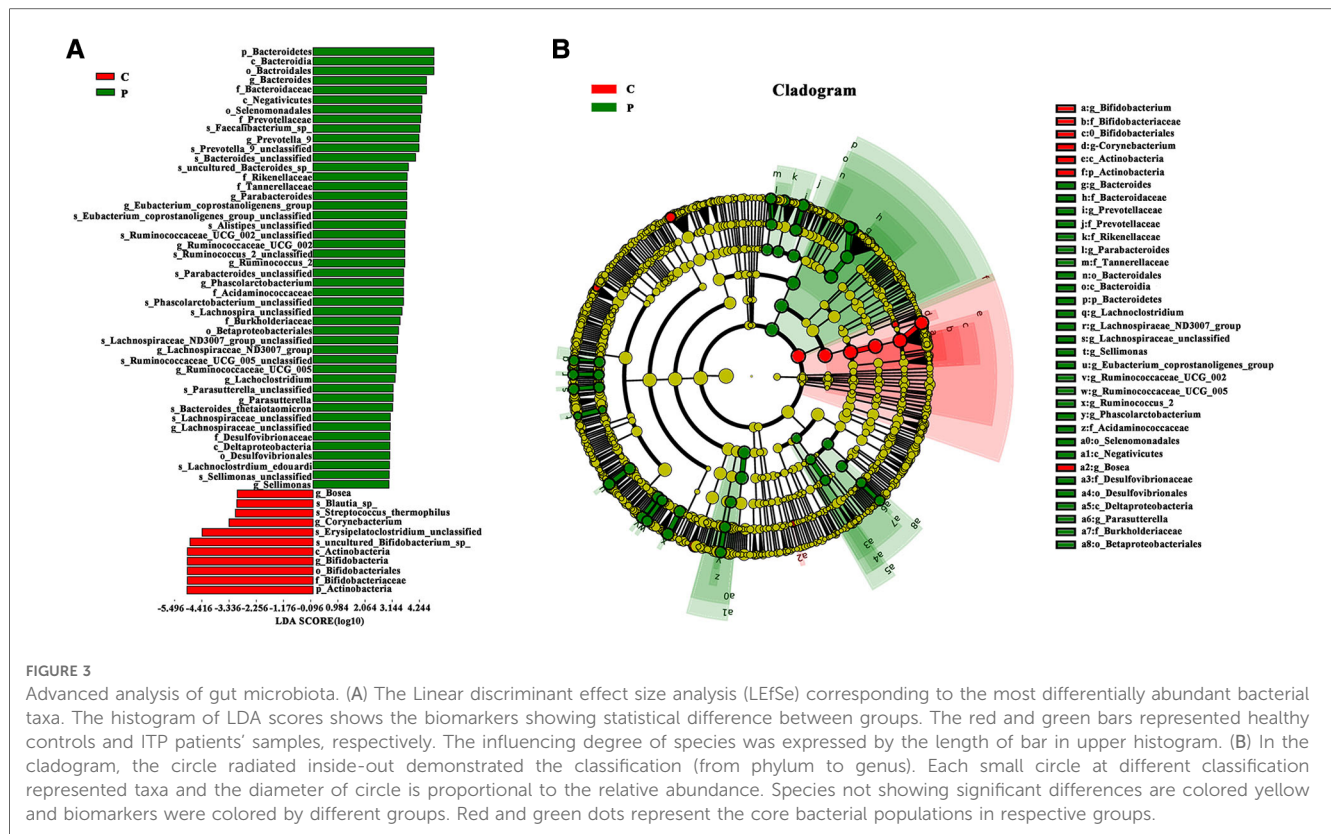 A
C
P
p_Bacteroidetes
c_Bacteroidia
o_Bactroidales
g_Bacteroides
f_Bacteroidaceae
c_Negativicutes
o_Selenomonadales
f_Prevotellaceae
s_Faecalibacterium_sp_
g_Prevotella_9
s_Prevotella_9_unclassified
s_Bacteroides_unclassified
s_uncultured_Bacteroides_sp_
f_Rikenellaceae
f_Tannerellaceae
g_Parabacteroides
g_Eubacterium_coprostanoligenens_group
s_Eubacterium_coprostanoligenes_group_unclassified
s_Alistipes_unclassified
s_Ruminococcaceae_UCG_002_unclassified
g_Ruminococcaceae_UCG_002
s_Ruminococcus_2_unclassified
g_Ruminococcus_2
s_Parabacteroides_unclassified
g_Phascolarctobacterium
f_Acidaminococcaceae
s_Phascolarctobacterium_unclassified
s_Lachnospira_unclassified
f_Burkholderiaceae
o_Betaproteobacteriales
s_Lachnospiraceae_ND3007_group_unclassified
g_Lachnospiraceae_ND3007_group
s_Ruminococcaceae_UCG_005_unclassified
g_Ruminococcaceae_UCG_005
g_Lachoclostridium
s_Parasutterella_unclassified
g_Parasutterella
s_Bacteroides_thetaiotaomicron
s_Lachnospiraceae_unclassified
g_Lachnospiraceae_unclassified
f_Desulfovibrionaceae
c_Deltaproteobacteria
o_Desulfovibrionales
s_Lachnoclostrdium_edouardi
s_Sellimonas_unclassified
g_Sellimonas
g_Bosea
s_Blautia_sp_
s_Streptococcus_thermophilus
g_Corynebacterium
s_Erysipelatoclostridium_unclassified
s_uncultured_Bifidobacterium_sp_
c_Actinobacteria
g_Bifidobacteria
o_Bifidobacteriales
f_Bifidobacteriaceae
p_Actinobacteria
-5.496 -4.416 -3.336 -2.256 -1.176 -0.096 0.984 2.064 3.144 4.244
LDA SCORE(log10)
B
C
P
Cladogram
p
o
n
m
k
j
h
f
d
e
b
c
a2
a6
a8
a7
a3
a4
a5
z
a0
a1
a:g_Bifidobacterium
b:f_Bifidobacteriaceae
c:0_Bifidobacteriales
d:g-Corynebacterium
e:c_Actinobacteria
f:p_Actinobacteria
g:g_Bacteroides
h:f_Bacteroidaceae
i:g_Prevotellaceae
j:f_Prevotellaceae
k:f_Rikenellaceae
l:g_Parabacteroides
m:f_Tannerellaceae
n:o_Bacteroidales
o:c_Bacteroidia
p:p_Bacteroidetes
q:g_Lachnoclostridium
r:g_Lachnospiraeae_ND3007_group
s:g_Lachnospiraceae_unclassified
t:g_Sellimonas
u:g_Eubacterium_coprostanoligenes_group
v:g_Ruminococcaceae_UCG_002
w:g_Ruminococcaceae_UCG_005
x:g_Ruminococcus_2
y:g_Phascolarctobacterium
z:f_Acidaminococcaceae
a0:o_Selenomonadales
a1:c_Negativicutes
a2:g_Bosea
a3:f_Desulfovibrionaceae
a4:o_Desulfovibrionales
a5:c_Deltaproteobacteria
a6:g_Parasutterella
a7:f_Burkholderiaceae
a8:o_Betaproteobacteriales
FIGURE 3
Advanced analysis of gut microbiota. (A) The Linear discriminant effect size analysis (LEfSe) corresponding to the most differentially abundant bacterial
taxa. The histogram of LDA scores shows the biomarkers showing statistical difference between groups. The red and green bars represented healthy
controls and ITP patients' samples, respectively. The influencing degree of species was expressed by the length of bar in upper histogram. (B) In the
cladogram, the circle radiated inside-out demonstrated the classification (from phylum to genus). Each small circle at different classification
represented taxa and the diameter of circle is proportional to the relative abundance. Species not showing significant differences are colored yellow
and biomarkers were colored by different groups. Red and green dots represent the core bacterial populations in respective groups.